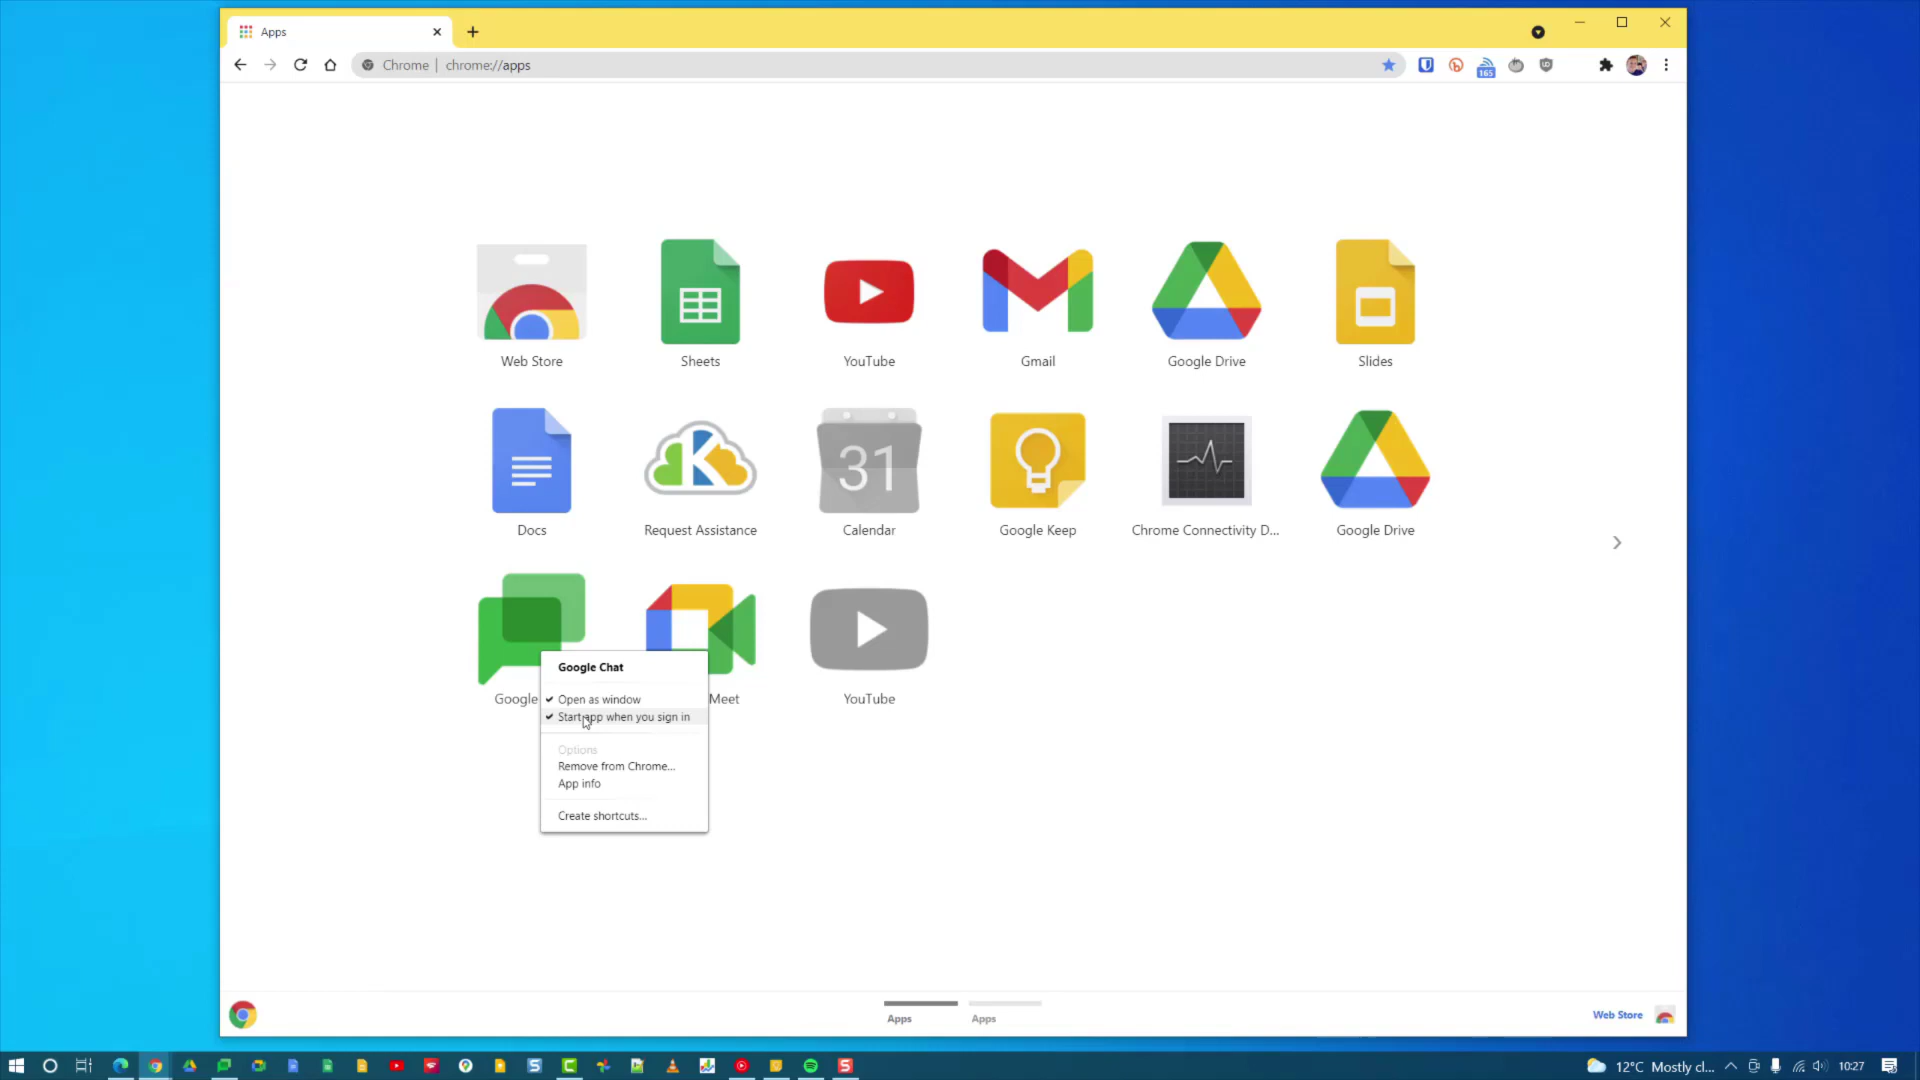 Apps
Chrome | chrome://apps
165
Web Store
Sheets
YouTube
Gmail
Google Drive
Slides
31
Docs
Request Assistance
Calendar
Google Keep
Chrome Connectivity D...
Google Drive
Google
Meet
YouTube
Google Chat
Open as window
Start app when you sign in
Options
Remove from Chrome...
App info
Create shortcuts...
Apps
Apps
Web Store
12°C Mostly cl...
10:27